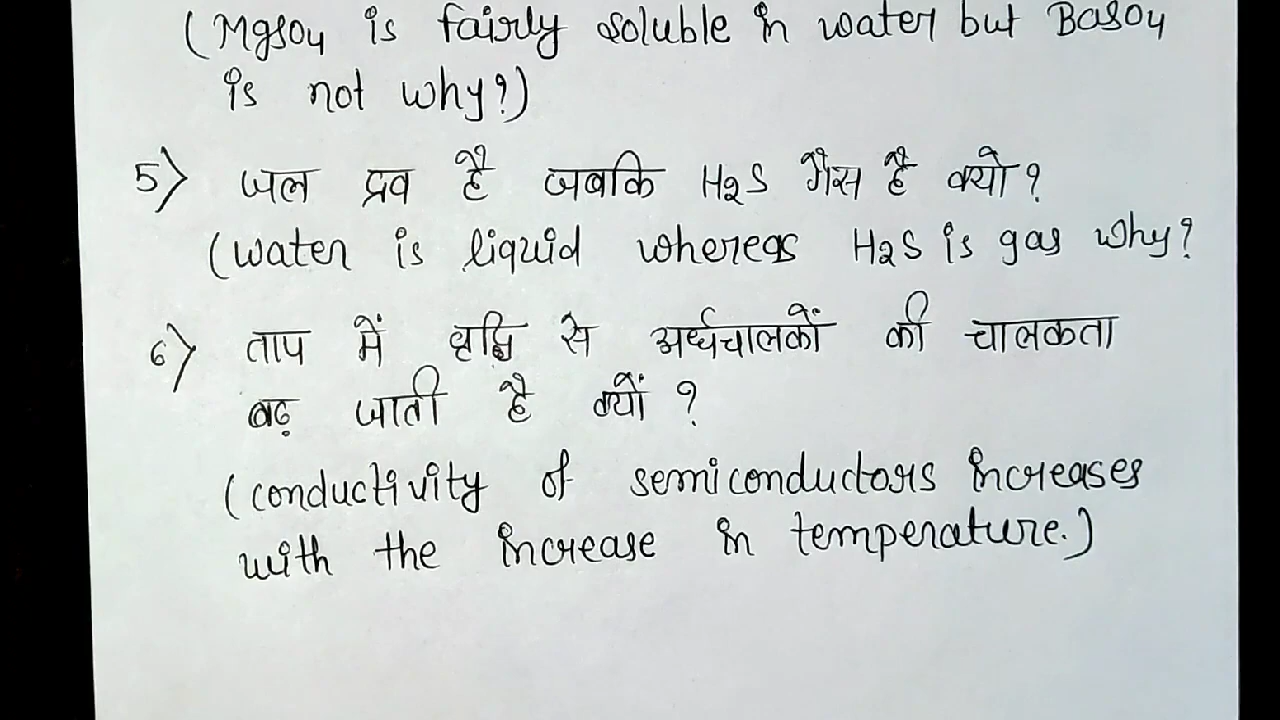 (MgSO4 is fairly soluble in water but BaSO4
is not why?)
5) जल द्रव है जबकि H2S गैस है क्यो?
(water is liquid whereas H2S is gas why?
6) ताप में वृद्धि से अर्धचालकों की चालकता
बढ़ जाती है क्यों ?
(conductivity of semiconductors increases
with the increase in temperature.)